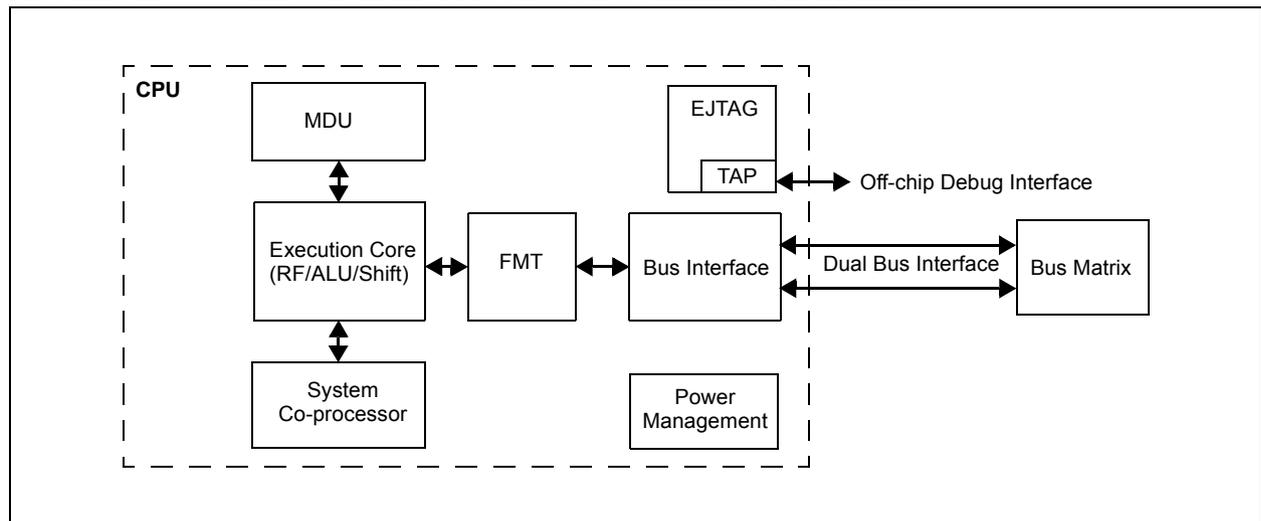 CPU
MDU
EJTAG
TAP
Off-chip Debug Interface
Execution Core
(RF/ALU/Shift)
FMT
Bus Interface
Dual Bus Interface
Bus Matrix
System
Co-processor
Power
Management